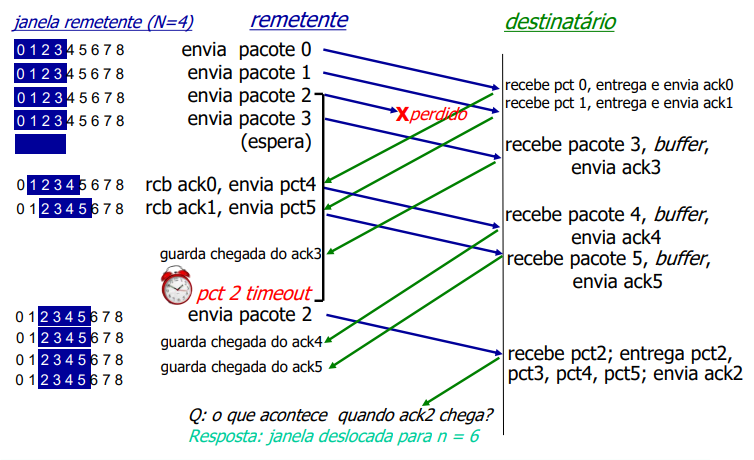 janela remetente (N=4) remetente destinatário
0 1 2 3 4 5 6 7 8 envia pacote 0
0 1 2 3 4 5 6 7 8 envia pacote 1
recebe pct 0, entrega e envia ack0
0 1 2 3 4 5 6 7 8 envia pacote 2
recebe pct 1, entrega e envia ack1
X perdido
0 1 2 3 4 5 6 7 8 envia pacote 3
(espera)
recebe pacote 3, buffer,
envia ack3
0 1 2 3 4 5 6 7 8 rcb ack0, envia pct4
0 1 2 3 4 5 6 7 8 rcb ack1, envia pct5
recebe pacote 4, buffer,
envia ack4
guarda chegada do ack3
recebe pacote 5, buffer,
envia ack5
pct 2 timeout
0 1 2 3 4 5 6 7 8 envia pacote 2
0 1 2 3 4 5 6 7 8 guarda chegada do ack4
0 1 2 3 4 5 6 7 8 guarda chegada do ack5
0 1 2 3 4 5 6 7 8
recebe pct2; entrega pct2,
pct3, pct4, pct5; envia ack2
Q: o que acontece quando ack2 chega?
Resposta: janela deslocada para n = 6